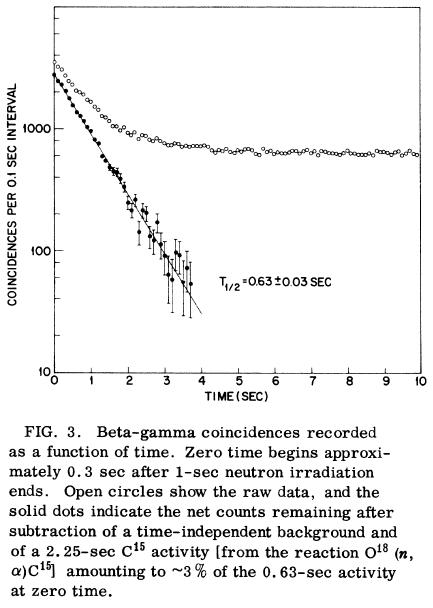 COINCIDENCES PER 0.1 SEC INTERVAL
1000
100
10
T1/2=0.63±0.03 SEC
0 1 2 3 4 5 6 7 8 9 10
TIME(SEC)
FIG. 3. Beta-gamma coincidences recorded
as a function of time. Zero time begins approxi-
mately 0.3 sec after 1-sec neutron irradiation
ends. Open circles show the raw data, and the
solid dots indicate the net counts remaining after
subtraction of a time-independent background and
of a 2.25-sec C¹⁵ activity [from the reaction O¹⁸ (n,
α)C¹⁵] amounting to ~3% of the 0.63-sec activity
at zero time.